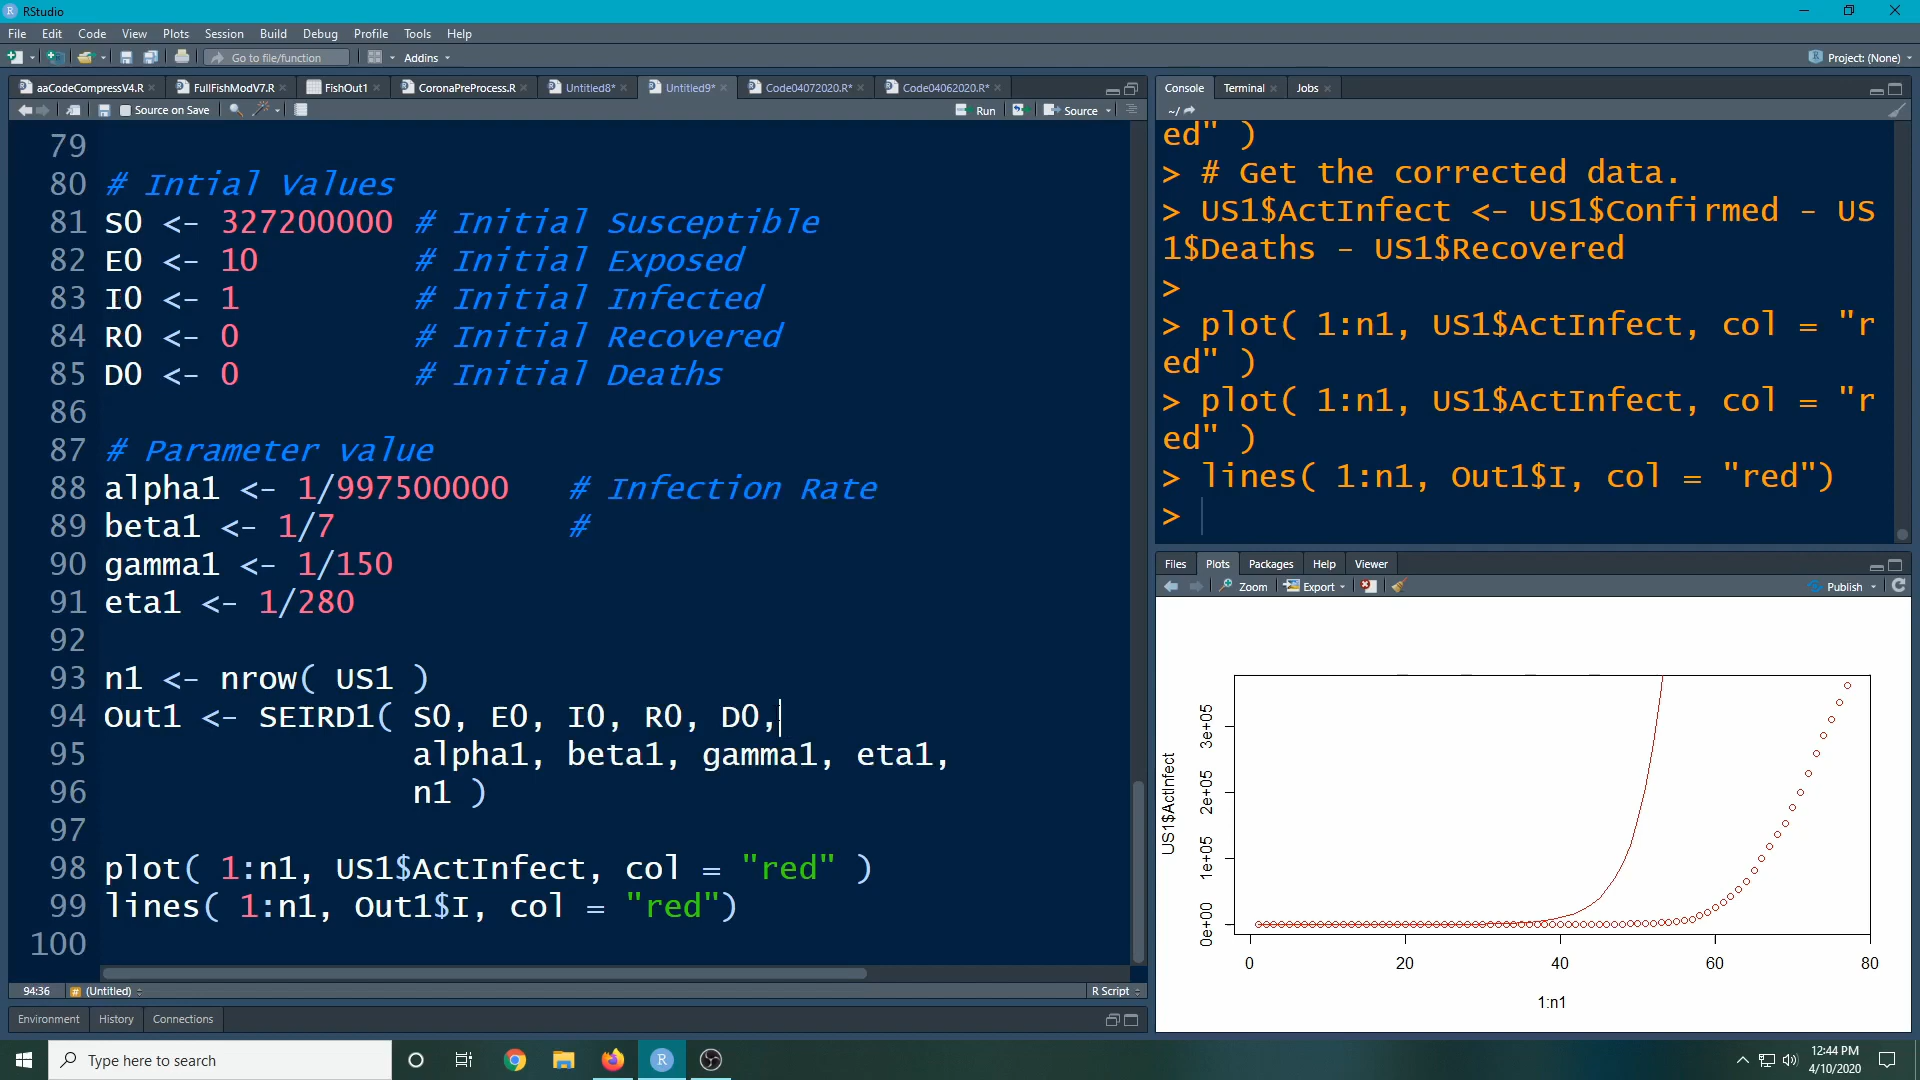 RStudio
File Edit Code View Plots Session Build Debug Profile Tools Help
Go to file/function Addins Project: (None)
aaCodeCompressV4.R FullFishModV7.R FishOut1 CoronaPreProcess.R Untitled8* Untitled9* Code04072020.R* Code04062020.R*
Source on Save Run Source
79
80 # Intial Values
81 S0 <- 327200000 # Initial Susceptible
82 E0 <- 10 # Initial Exposed
83 I0 <- 1 # Initial Infected
84 R0 <- 0 # Initial Recovered
85 D0 <- 0 # Initial Deaths
86
87 # Parameter value
88 alpha1 <- 1/997500000 # Infection Rate
89 beta1 <- 1/7 #
90 gamma1 <- 1/150
91 eta1 <- 1/280
92
93 n1 <- nrow( US1 )
94 Out1 <- SEIRD1( S0, E0, I0, R0, D0,
95 alpha1, beta1, gamma1, eta1,
96 n1 )
97
98 plot( 1:n1, US1$ActInfect, col = "red" )
99 lines( 1:n1, Out1$I, col = "red")
100
94:36 # (Untitled) R Script
Environment History Connections
Console Terminal Jobs
~/
ed" )
> # Get the corrected data.
> US1$ActInfect <- US1$Confirmed - US
1$Deaths - US1$Recovered
>
> plot( 1:n1, US1$ActInfect, col = "r
ed" )
> plot( 1:n1, US1$ActInfect, col = "r
ed" )
> lines( 1:n1, Out1$I, col = "red")
>
Files Plots Packages Help Viewer
Zoom Export Publish
US1$ActInfect
3e+05
2e+05
1e+05
0e+00
0 20 40 60 80
1:n1
Type here to search
12:44 PM
4/10/2020